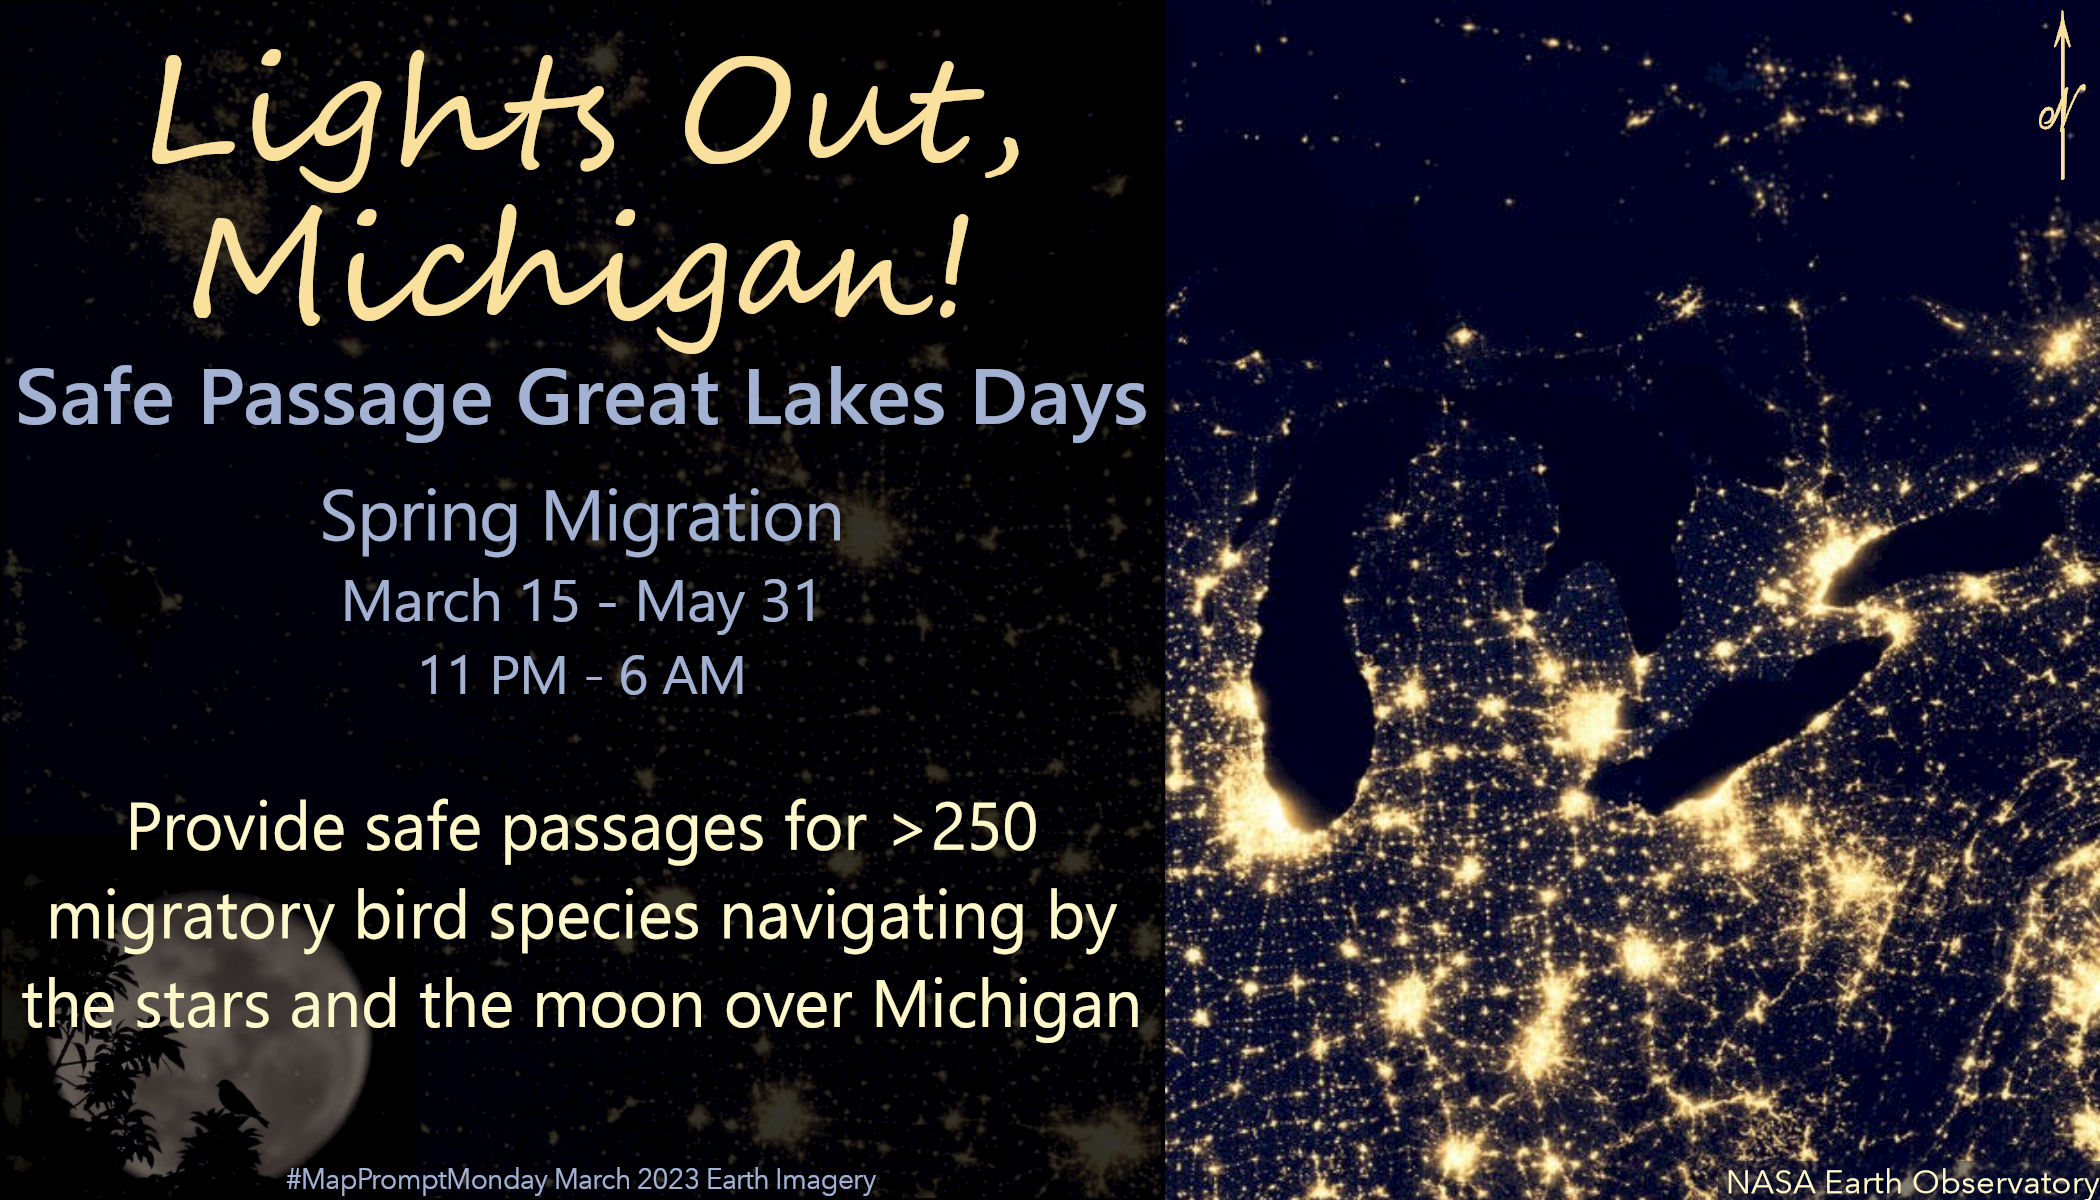 Lights Out,
Michigan!
Safe Passage Great Lakes Days
Spring Migration
March 15 - May 31
11 PM - 6 AM
Provide safe passages for >250
migratory bird species navigating by
the stars and the moon over Michigan
#MapPromptMonday March 2023 Earth Imagery
N
NASA Earth Observatory